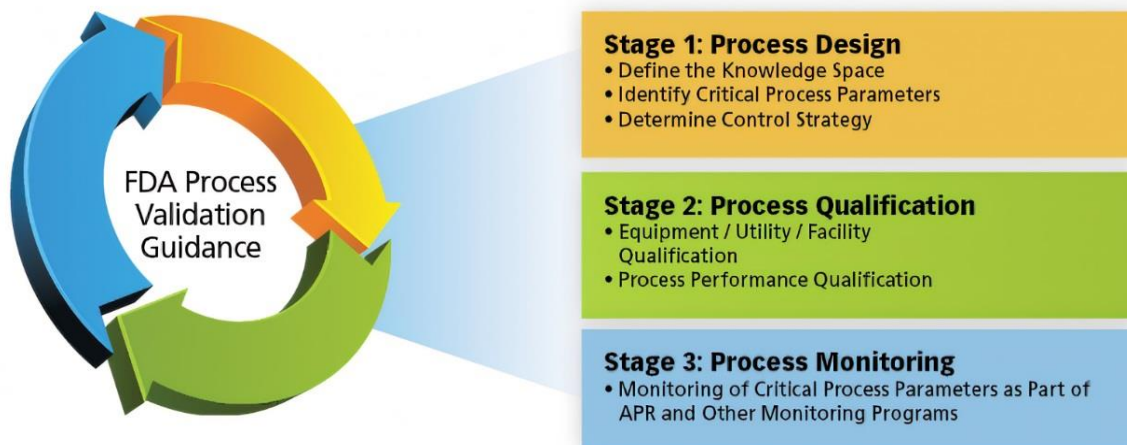 FDA Process
Validation
Guidance
Stage 1: Process Design
• Define the Knowledge Space
• Identify Critical Process Parameters
• Determine Control Strategy
Stage 2: Process Qualification
• Equipment / Utility / Facility
Qualification
• Process Performance Qualification
Stage 3: Process Monitoring
• Monitoring of Critical Process Parameters as Part of
APR and Other Monitoring Programs